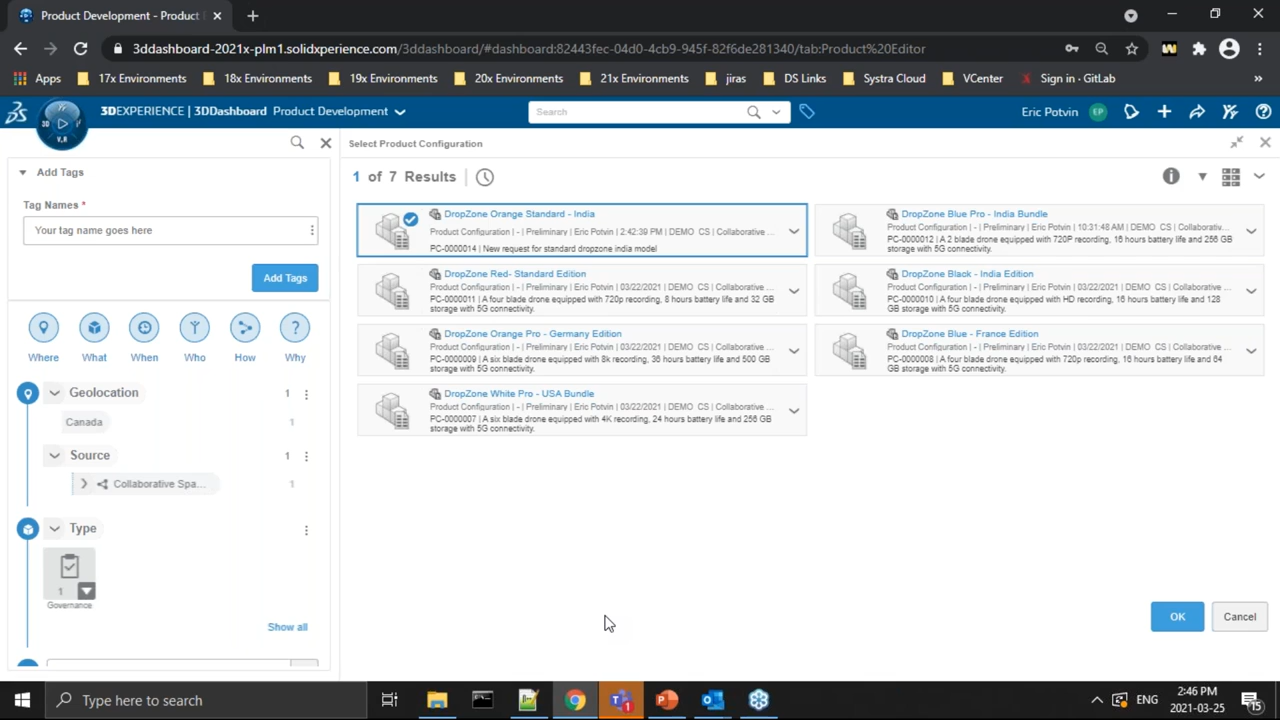 Product Development - Product
3ddashboard-2021x-plm1.solidxperience.com/3ddashboard/#dashboard:82443fec-04d0-4cb9-945f-82f6de281340/tab:Product%20Editor
Apps 17x Environments 18x Environments 19x Environments 20x Environments 21x Environments jiras DS Links Systra Cloud VCenter Sign in · GitLab »
3DEXPERIENCE | 3DDashboard Product Development Search Eric Potvin EP
3D V.R
Select Product Configuration
Add Tags
Tag Names *
Your tag name goes here
Add Tags
Where What When Who How Why
Geolocation 1
Canada 1
Source 1
Collaborative Spa... 1
Type
1
Governance
Show all
1 of 7 Results
DropZone Orange Standard - India
Product Configuration | - | Preliminary | Eric Potvin | 2:42:39 PM | DEMO CS | Collaborative ...
PC-0000014 | New request for standard dropzone india model
DropZone Blue Pro - India Bundle
Product Configuration | - | Preliminary | Eric Potvin | 10:31:48 AM | DEMO CS | Collaborativ...
PC-0000012 | A 2 blade drone equipped with 720P recording, 16 hours battery life and 256 GB
storage with 5G connectivity.
DropZone Red- Standard Edition
Product Configuration | - | Preliminary | Eric Potvin | 03/22/2021 | DEMO CS | Collaborative ...
PC-0000011 | A four blade drone equipped with 720p recording, 8 hours battery life and 32 GB
storage with 5G connectivity.
DropZone Black - India Edition
Product Configuration | - | Preliminary | Eric Potvin | 03/22/2021 | DEMO CS | Collaborative ...
PC-0000010 | A four blade drone equipped with HD recording, 16 hours battery life and 128
GB storage with 5G connectivity.
DropZone Orange Pro - Germany Edition
Product Configuration | - | Preliminary | Eric Potvin | 03/22/2021 | DEMO CS | Collaborative ...
PC-0000009 | A six blade drone equipped with 8k recording, 36 hours battery life and 500 GB
storage with 5G connectivity.
DropZone Blue - France Edition
Product Configuration | - | Preliminary | Eric Potvin | 03/22/2021 | DEMO CS | Collaborative ...
PC-0000008 | A four blade drone equipped with 720p recording, 16 hours battery life and 64
GB storage with 5G connectivity.
DropZone White Pro - USA Bundle
Product Configuration | - | Preliminary | Eric Potvin | 03/22/2021 | DEMO CS | Collaborative ...
PC-0000007 | A six blade drone equipped with 4K recording, 24 hours battery life and 256 GB
storage with 5G connectivity.
OK Cancel
Type here to search
ENG
2:46 PM
2021-03-25
15